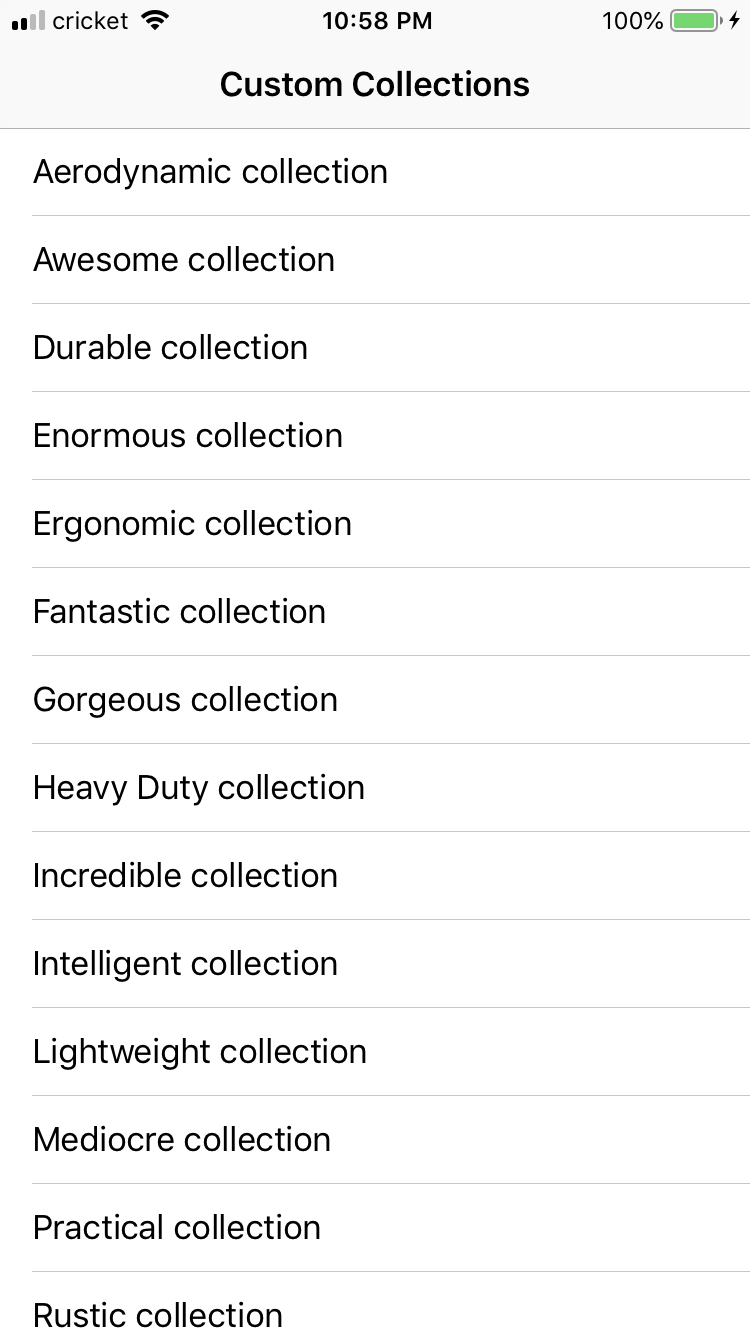 cricket 10:58 PM 100%
Custom Collections
Aerodynamic collection
Awesome collection
Durable collection
Enormous collection
Ergonomic collection
Fantastic collection
Gorgeous collection
Heavy Duty collection
Incredible collection
Intelligent collection
Lightweight collection
Mediocre collection
Practical collection
Rustic collection